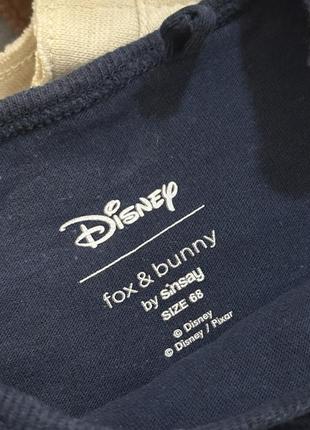 Disney
fox & bunny
by sinsay
SIZE 68
© Disney
© Disney / Pixar